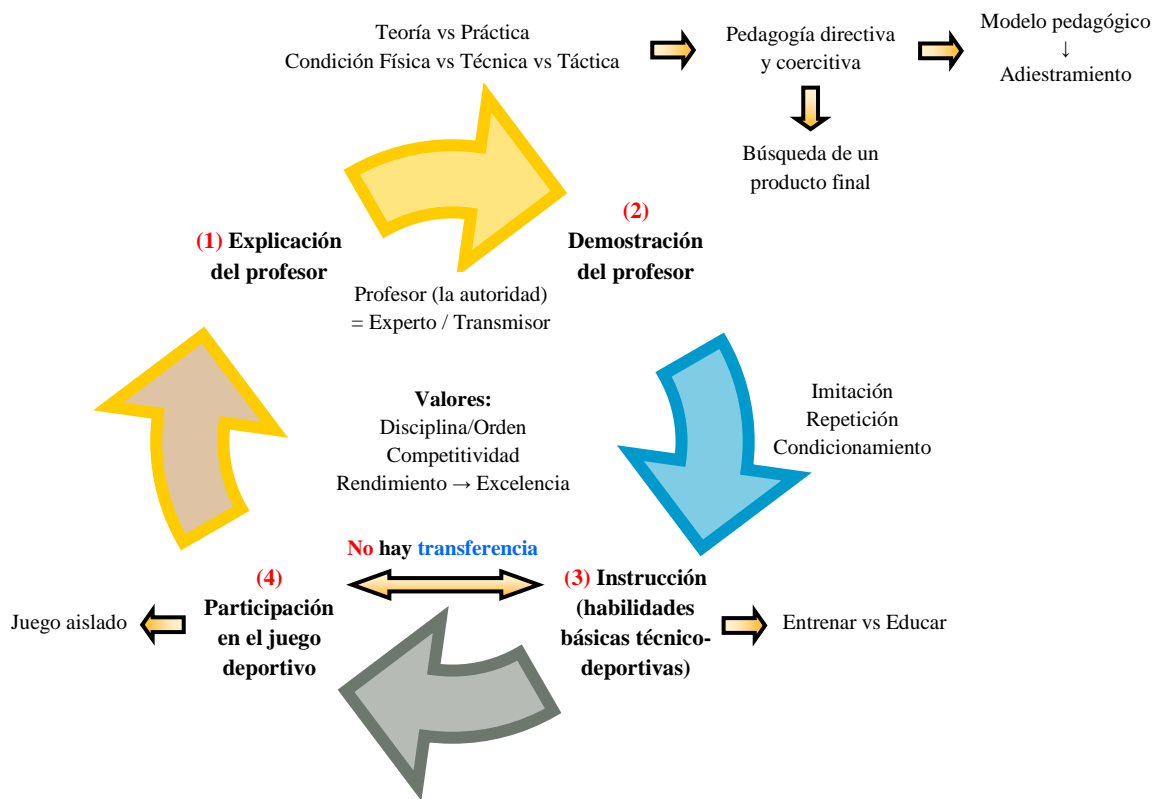 Teoría vs Práctica
Condición Física vs Técnica vs Táctica
Pedagogía directiva
y coercitiva
Modelo pedagógico
↓
Adiestramiento
Búsqueda de un
producto final
(1) Explicación
del profesor
(2)
Demostración
del profesor
Profesor (la autoridad)
= Experto / Transmisor
Imitación
Repetición
Condicionamiento
Valores:
Disciplina/Orden
Competitividad
Rendimiento → Excelencia
No hay transferencia
(3) Instrucción
(habilidades
básicas técnico-
deportivas)
Entrenar vs Educar
(4)
Participación
en el juego
deportivo
Juego aislado